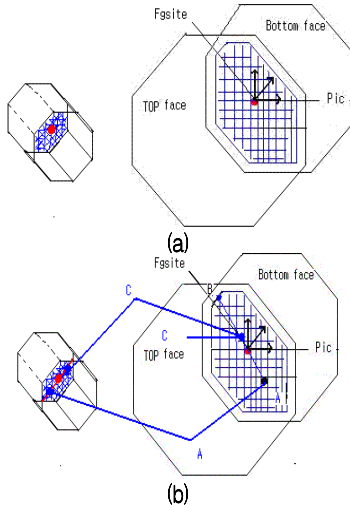 Fgsite
Bottom face
TOP face
Pic
(a)
Fgsite
Bottom face
B
C
C
TOP face
Pic
A
A
(b)